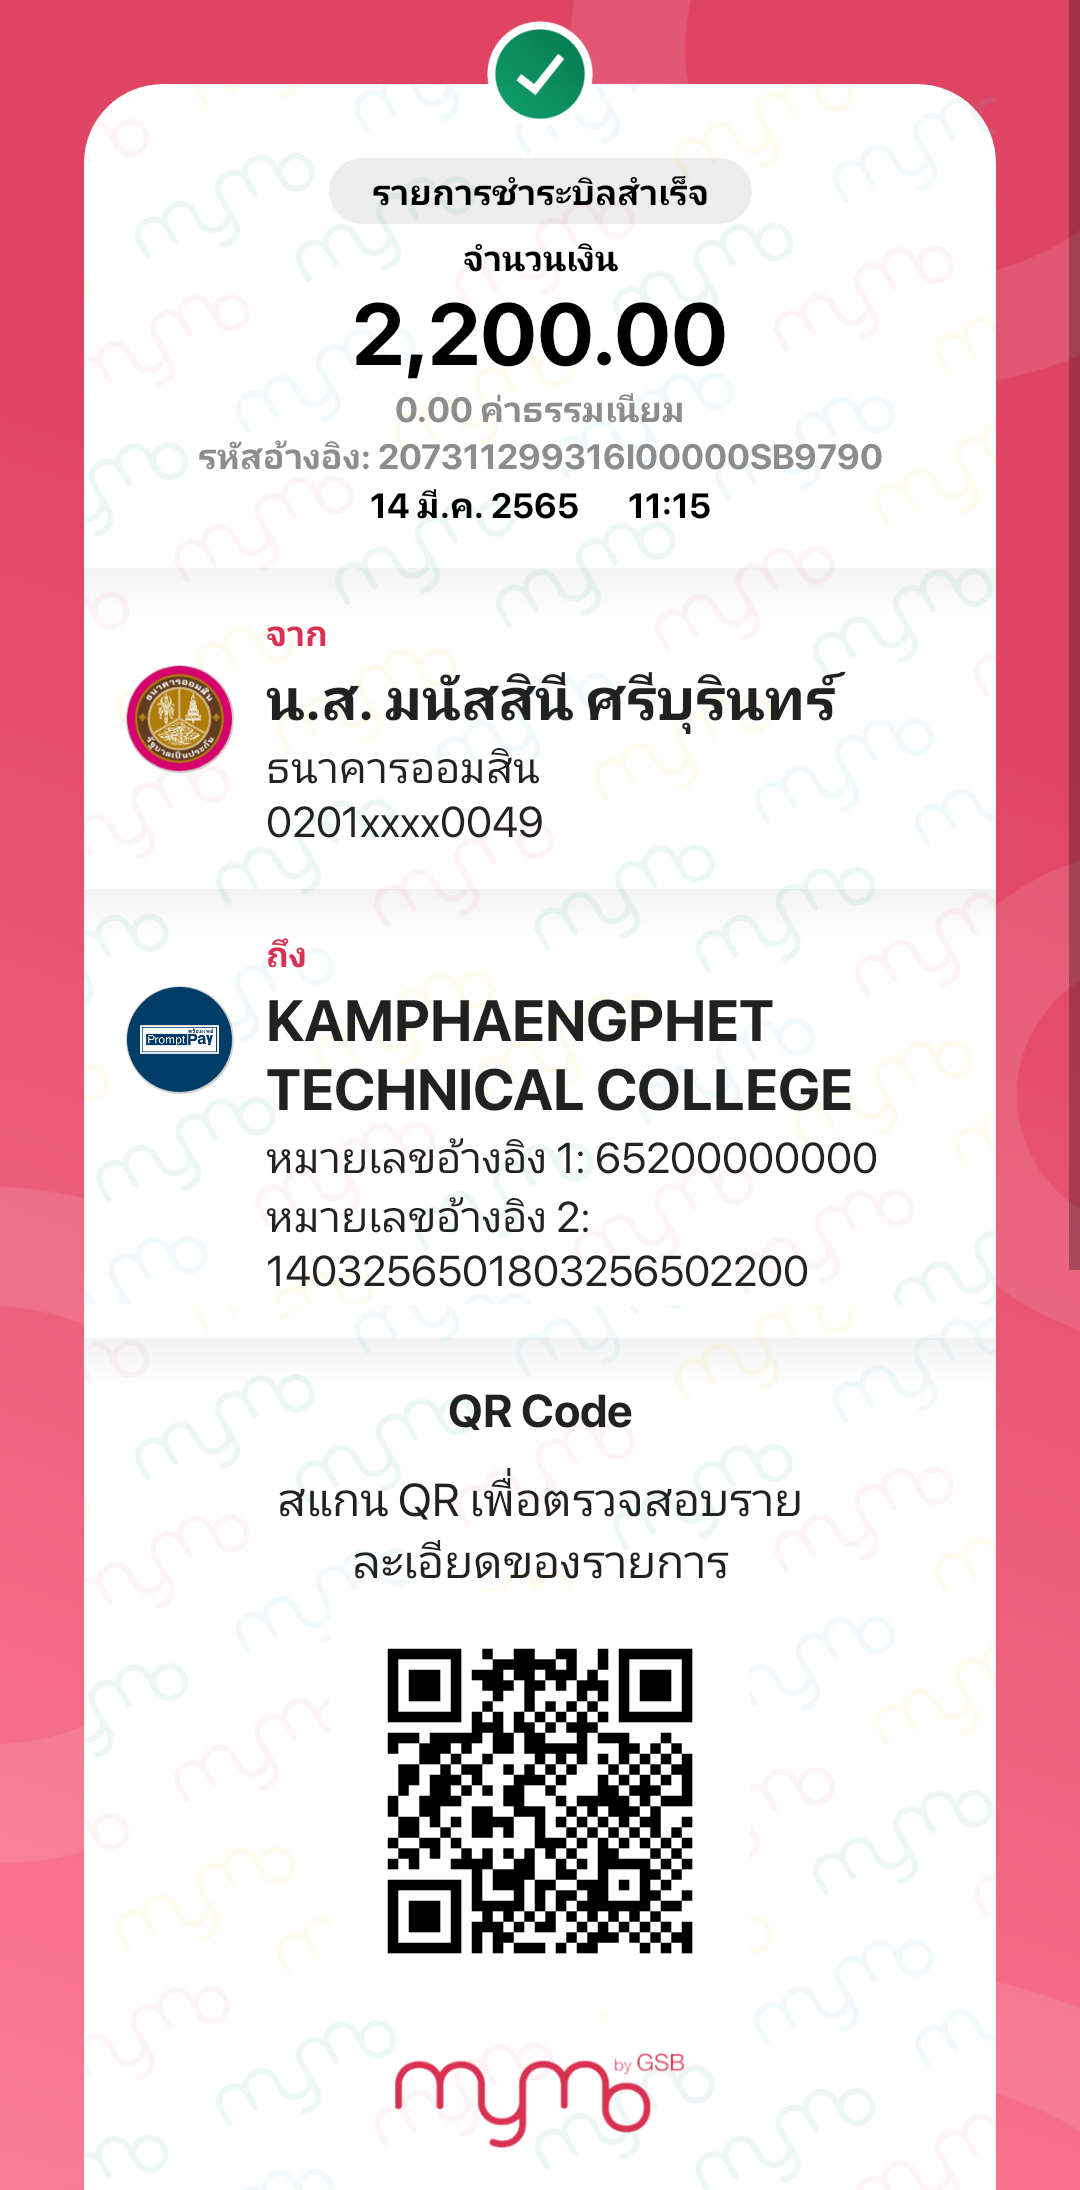 รายการชำระบิลสำเร็จ
จำนวนเงิน
2,200.00
0.00 ค่าธรรมเนียม
รหัสอ้างอิง: 207311299316I00000SB9790
14 มี.ค. 2565 11:15
จาก
น.ส. มนัสสินี ศรีบุรินทร์
ธนาคารออมสิน
0201xxxx0049
ถึง
PromptPay
KAMPHAENGPHET
TECHNICAL COLLEGE
หมายเลขอ้างอิง 1: 65200000000
หมายเลขอ้างอิง 2:
1403256501803256502200
QR Code
สแกน QR เพื่อตรวจสอบราย
ละเอียดของรายการ
mymo by GSB